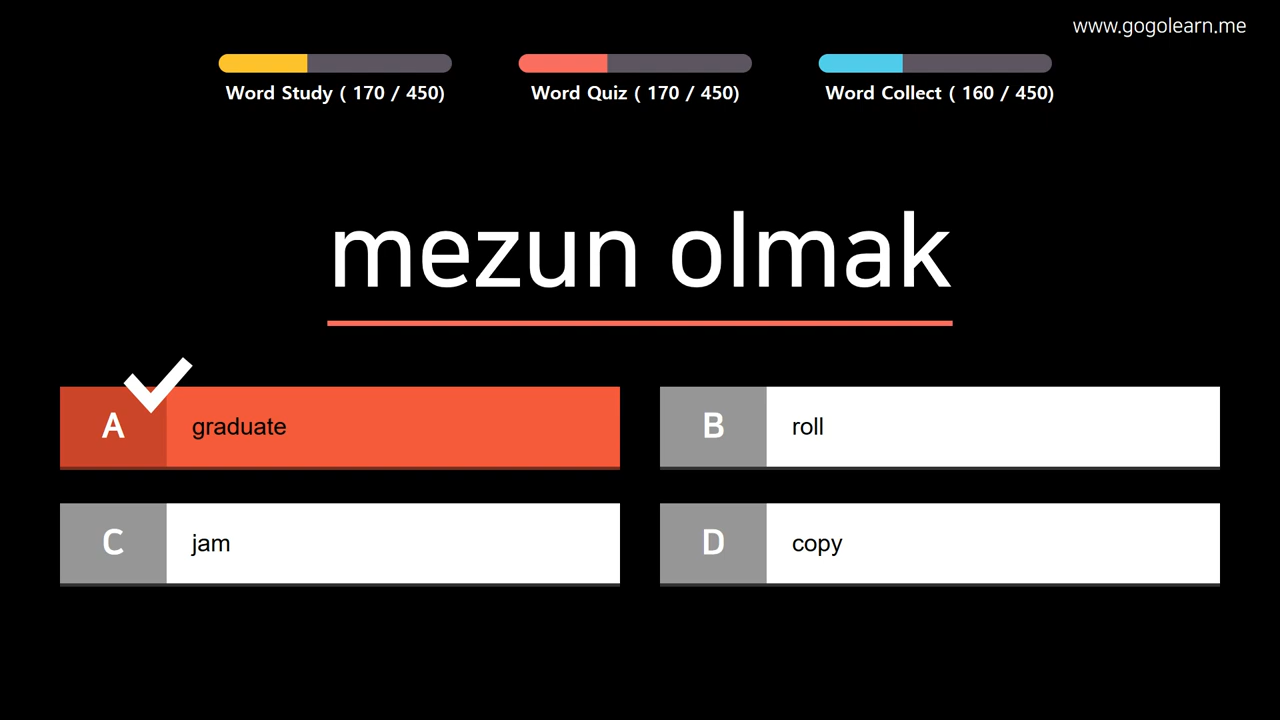 www.gogolearn.me
Word Study ( 170 / 450)
Word Quiz ( 170 / 450)
Word Collect ( 160 / 450)
mezun olmak
A graduate
B roll
C jam
D copy